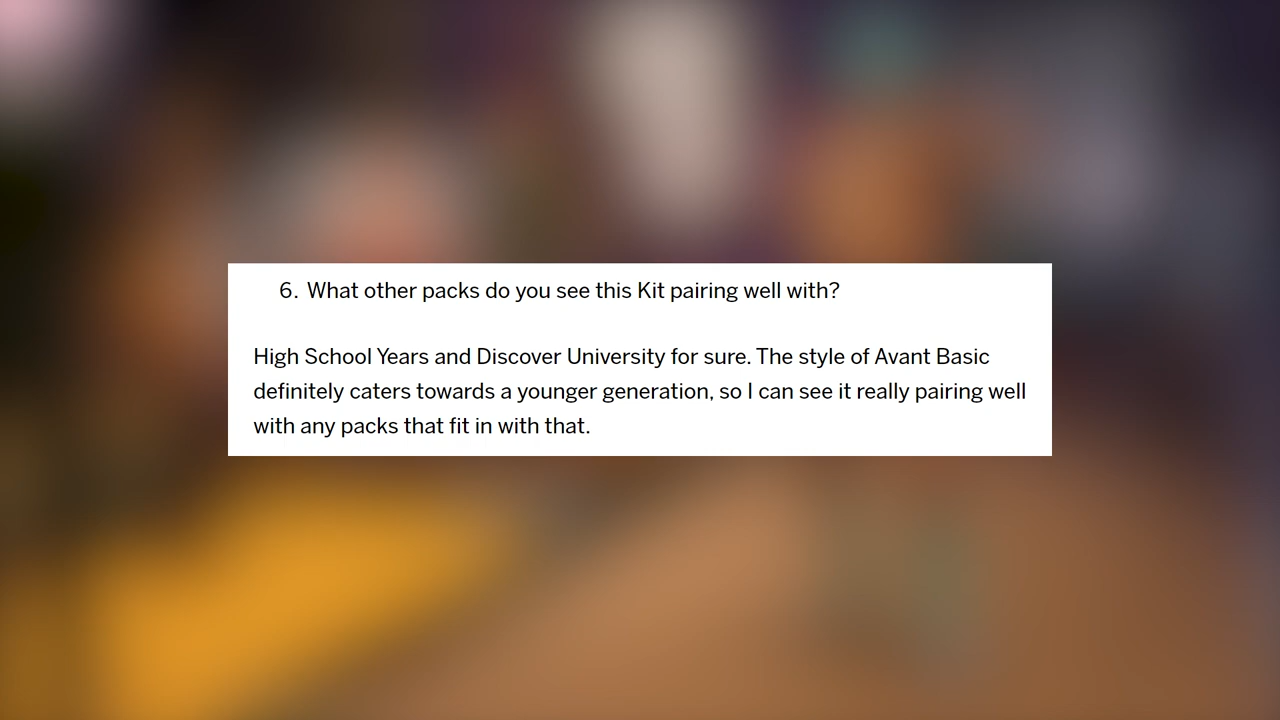 6. What other packs do you see this Kit pairing well with?
High School Years and Discover University for sure. The style of Avant Basic
definitely caters towards a younger generation, so I can see it really pairing well
with any packs that fit in with that.